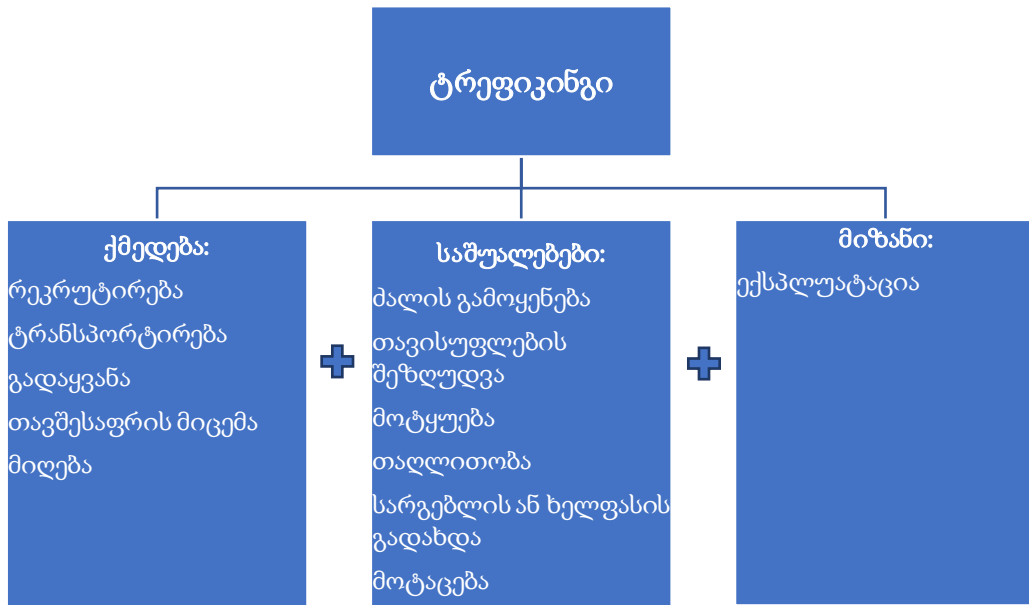 ტრეფიკინგი
ქმედება:
რეკრუტირება
ტრანსპორტირება
გადაყვანა
თავშესაფრის მიცემა
მიღება
საშუალებები:
ძალის გამოყენება
თავისუფლების
შეზღუდვა
მოტყუება
თაღლითობა
სარგებლის ან ხელფასის
გადახდა
მოტაცება
მიზანი:
ექსპლუატაცია